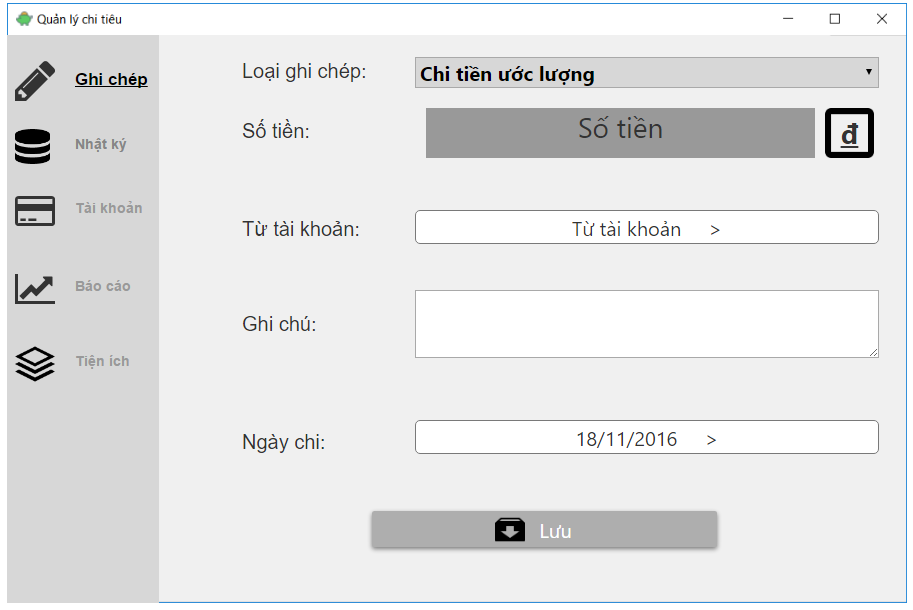 Quản lý chi tiêu
Ghi chép
Nhật ký
Tài khoản
Báo cáo
Tiện ích
Loại ghi chép:
Chi tiền ước lượng
Số tiền:
Số tiền
đ
Từ tài khoản:
Từ tài khoản >
Ghi chú:
Ngày chi:
18/11/2016 >
Lưu